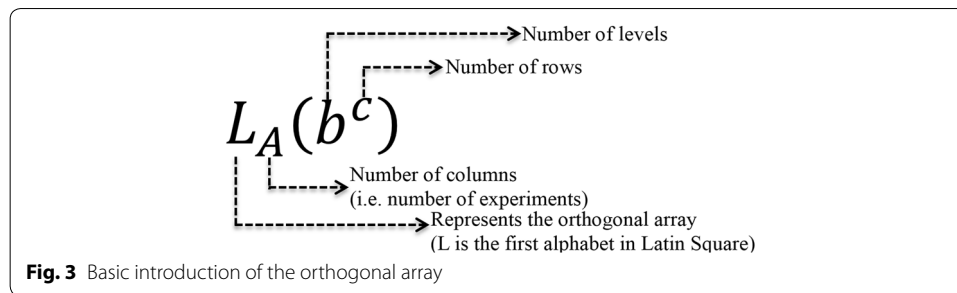 Number of levels
Number of rows
L_A(b^c)
Number of columns
(i.e. number of experiments)
Represents the orthogonal array
(L is the first alphabet in Latin Square)
Fig. 3 Basic introduction of the orthogonal array